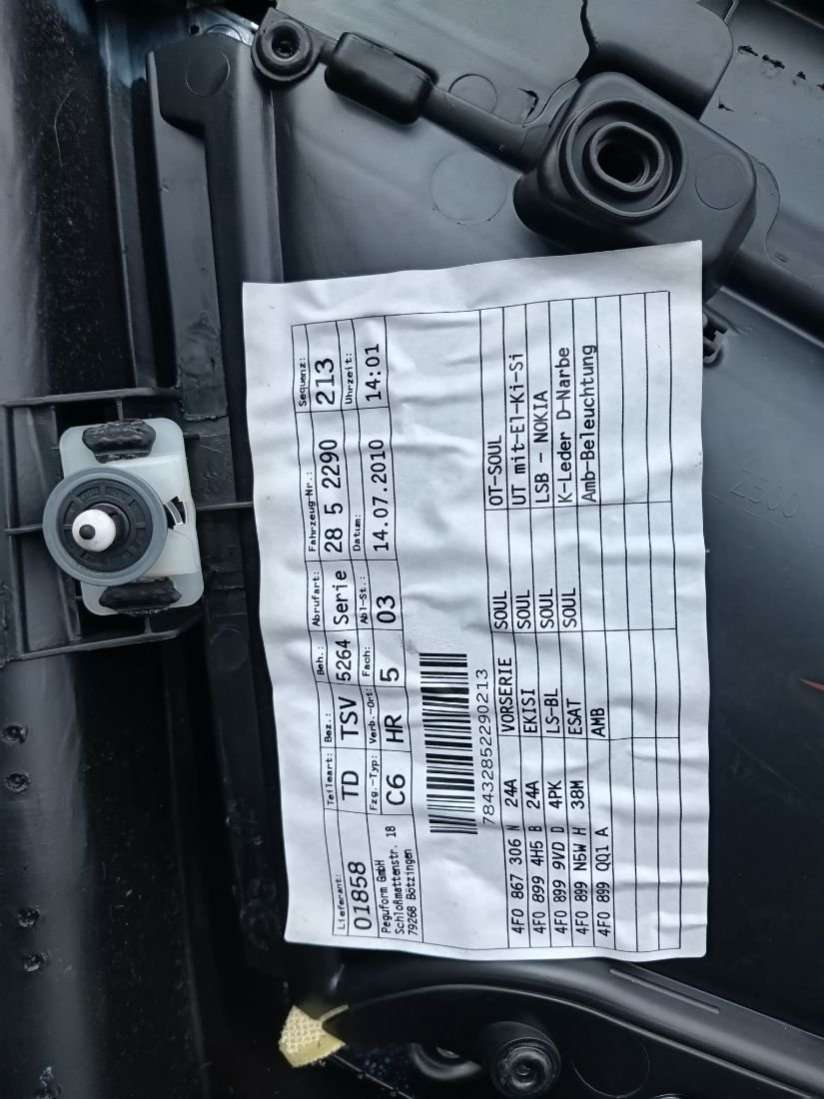 Lieferant: Teileart: Bez.: Beh.: Abrufart: Fahrzeug-Nr.: Sequenz:
01858 TD TSV 5264 Serie 28 5 2290 213
Peguform GmbH Fzg.-Typ: Verb.-Ort: Fach: Abl-St.: Datum: Uhrzeit:
Schloßmattenstr. 18 C6 HR 5 03 14.07.2010 14:01
79268 Bötzingen
78432852290213
4F0 867 306 N 24A VORSERIE SOUL OT-SOUL
4F0 899 4H5 B 24A EKISI SOUL UT mit-El-Ki-Si
4F0 899 9VD D 4PK LS-BL SOUL LSB - NOKIA
4F0 899 N5W H 38M ESAT SOUL K-Leder D-Narbe
4F0 899 QQ1 A AMB Amb-Beleuchtung